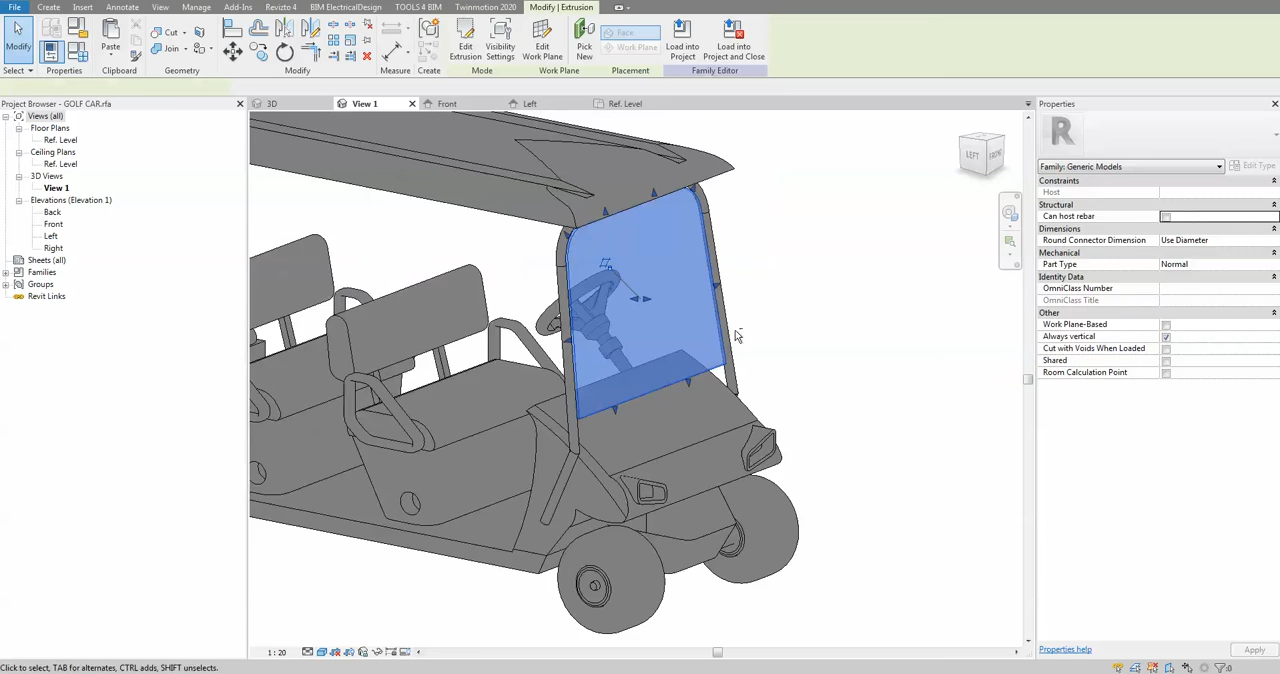 File Create Insert Annotate View Manage Add-Ins Revizto 4 BIM ElectricalDesign TOOLS 4 BIM Twinmotion 2020 Modify | Extrusion
Modify
Select
Properties
Paste
Clipboard
Cut
Join
Geometry
Modify
Measure
Create
Edit
Extrusion
Visibility
Settings
Mode
Edit
Work Plane
Work Plane
Pick
New
Face
Work Plane
Placement
Load into
Project
Load into
Project and Close
Family Editor
Project Browser - GOLF CAR.rfa
Views (all)
Floor Plans
Ref. Level
Ceiling Plans
Ref. Level
3D Views
View 1
Elevations (Elevation 1)
Back
Front
Left
Right
Sheets (all)
Families
Groups
Revit Links
3D
View 1
Front
Left
Ref. Level
LEFT
FRONT
1 : 20
Properties
R
Family: Generic Models
Edit Type
Constraints
Host
Structural
Can host rebar
Dimensions
Round Connector Dimension Use Diameter
Mechanical
Part Type Normal
Identity Data
OmniClass Number
OmniClass Title
Other
Work Plane-Based
Always vertical
Cut with Voids When Loaded
Shared
Room Calculation Point
Properties help
Apply
Click to select, TAB for alternates, CTRL adds, SHIFT unselects.
:0